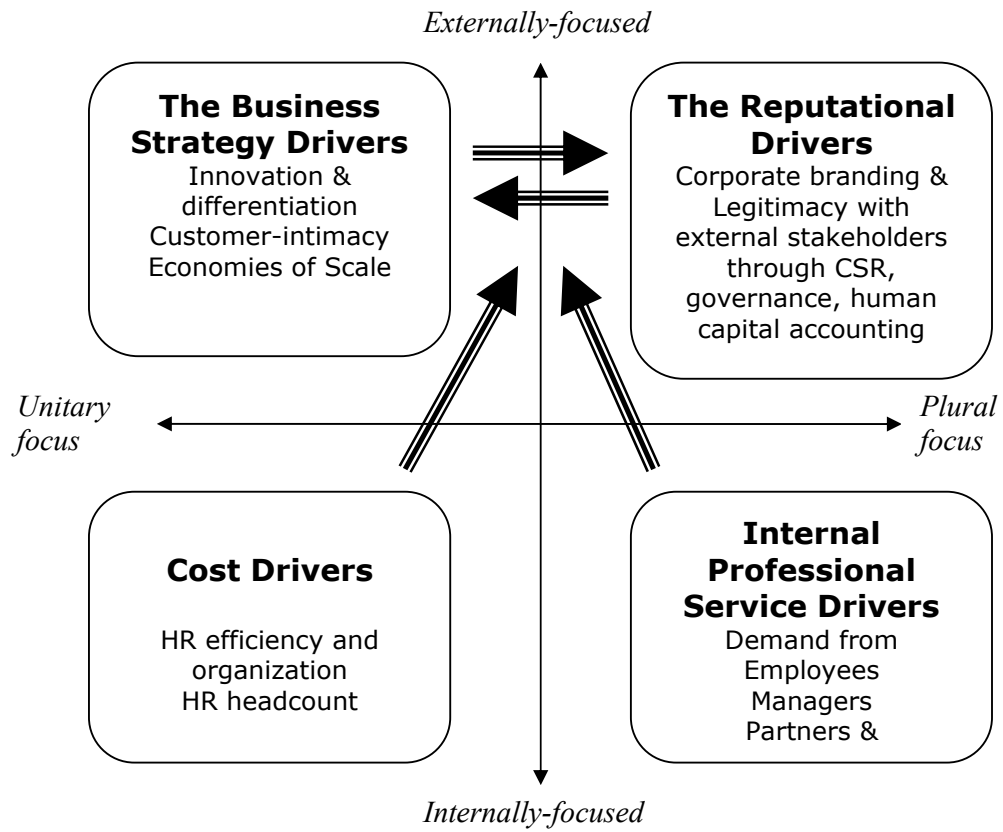 Externally-focused
The Business
Strategy Drivers
Innovation &
differentiation
Customer-intimacy
Economies of Scale
The Reputational
Drivers
Corporate branding &
Legitimacy with
external stakeholders
through CSR,
governance, human
capital accounting
Unitary
focus
Plural
focus
Cost Drivers
HR efficiency and
organization
HR headcount
Internal
Professional
Service Drivers
Demand from
Employees
Managers
Partners &
Internally-focused